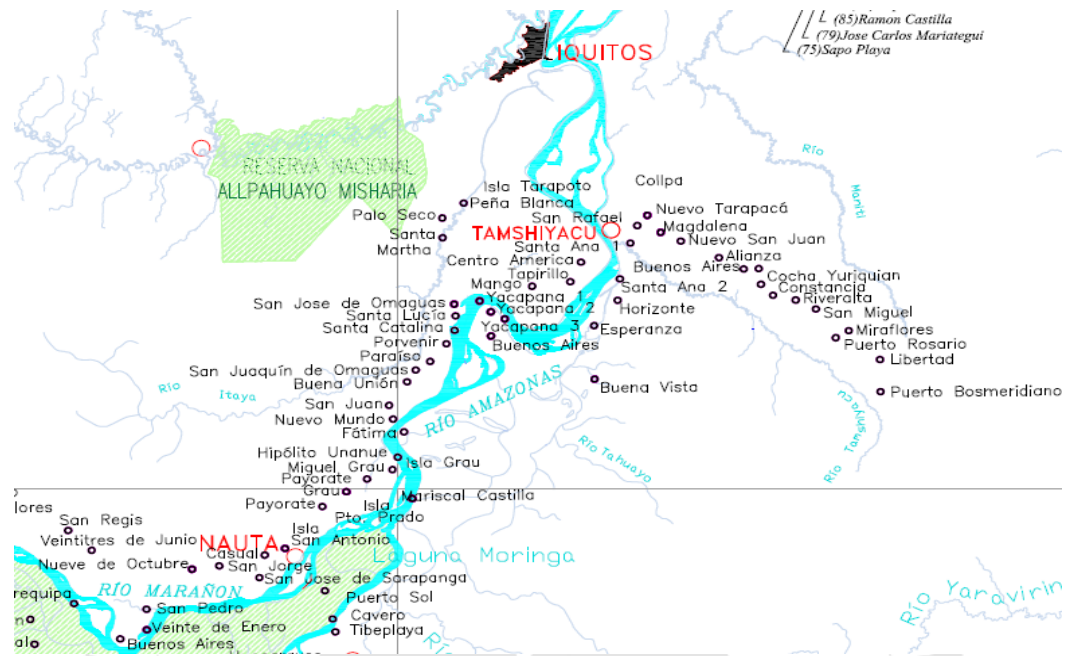 (85)Ramon Castilla
(79)Jose Carlos Mariategui
(75)Sapo Playa
IQUITOS
Río
Maniti
RESERVA NACIONAL
ALLPAHUAYO MISHARIA
Isla Tarapoto
Collpa
Peña Blanca
Palo Seco
San Rafael
Nuevo Tarapacá
Santa
Martha
TAMSHIYACU
Magdalena
Nuevo San Juan
Santa Ana 1
Centro America
Alianza
Tapirillo
Buenos Aires
Cocha Yuriquian
Mango
Santa Ana 2
Constancia
San Jose de Omaguas
Yacapana 1
Riveralta
Yacapana 2
Horizonte
San Miguel
Santa Lucía
Santa Catalina
Yacapana 3
Esperanza
Miraflores
Porvenir
Buenos Aires
Puerto Rosario
Paraíso
Libertad
San Juaquín de Omaguas
Buena Unión
Buena Vista
Puerto Bosmeridiano
Río
Itaya
RÍO AMAZONAS
San Juan
Nuevo Mundo
Fátima
Río Tahuaya
Río Tamshiyacu
Hipólito Unanue
Isla Grau
Miguel Grau
Payorate
Grau
Mariscal Castilla
Payorate
Isla
Pto. Prado
lores
San Regis
Isla
Veintitres de Junio
NAUTA
San Antonio
Casual
Laguna Moringa
Nueve de Octubre
San Jorge
San Jose de Sarapanga
RÍO MARAÑON
Puerto Sol
requipa
San Pedro
Río Yaravirin
Cavero
Veinte de Enero
Tibeplaya
Buenos Aires
al
Río